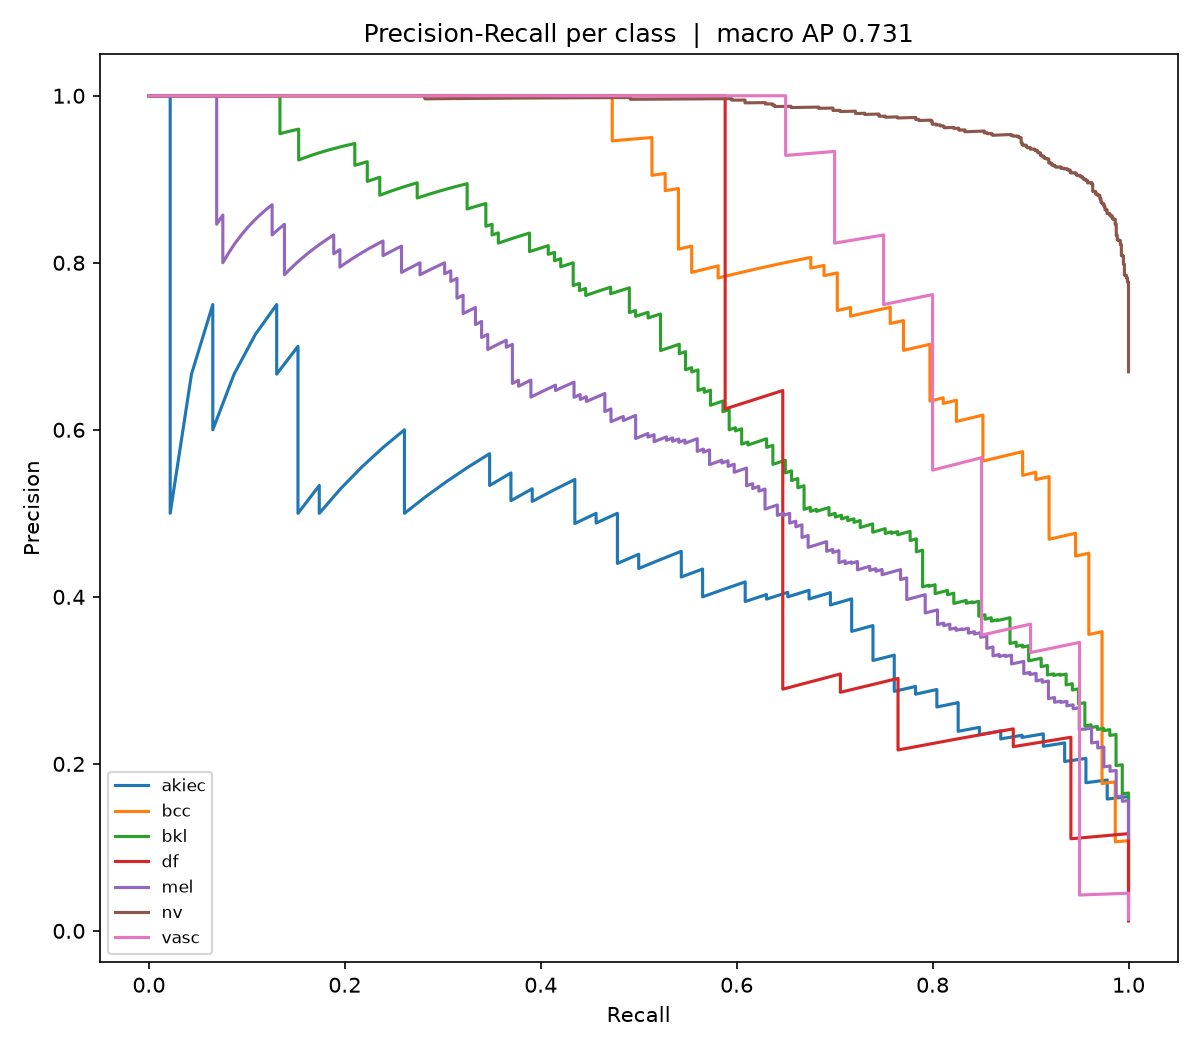 Precision-Recall per class | macro AP 0.731
Precision
1.0
0.8
0.6
0.4
0.2
0.0
akiec
bcc
bkl
df
mel
nv
vasc
0.0 0.2 0.4 0.6 0.8 1.0
Recall